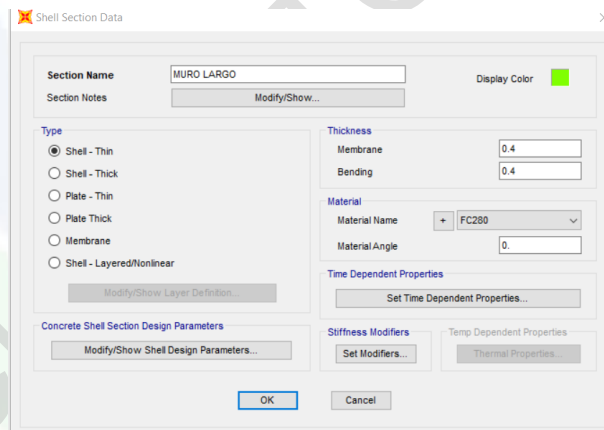 Shell Section Data
Section Name MURO LARGO Display Color
Section Notes Modify/Show...
Type
Shell - Thin
Shell - Thick
Plate - Thin
Plate Thick
Membrane
Shell - Layered/Nonlinear
Modify/Show Layer Definition...
Concrete Shell Section Design Parameters
Modify/Show Shell Design Parameters...
Thickness
Membrane 0.4
Bending 0.4
Material
Material Name + FC280
Material Angle 0.
Time Dependent Properties
Set Time Dependent Properties...
Stiffness Modifiers
Set Modifiers...
Temp Dependent Properties
Thermal Properties...
OK Cancel